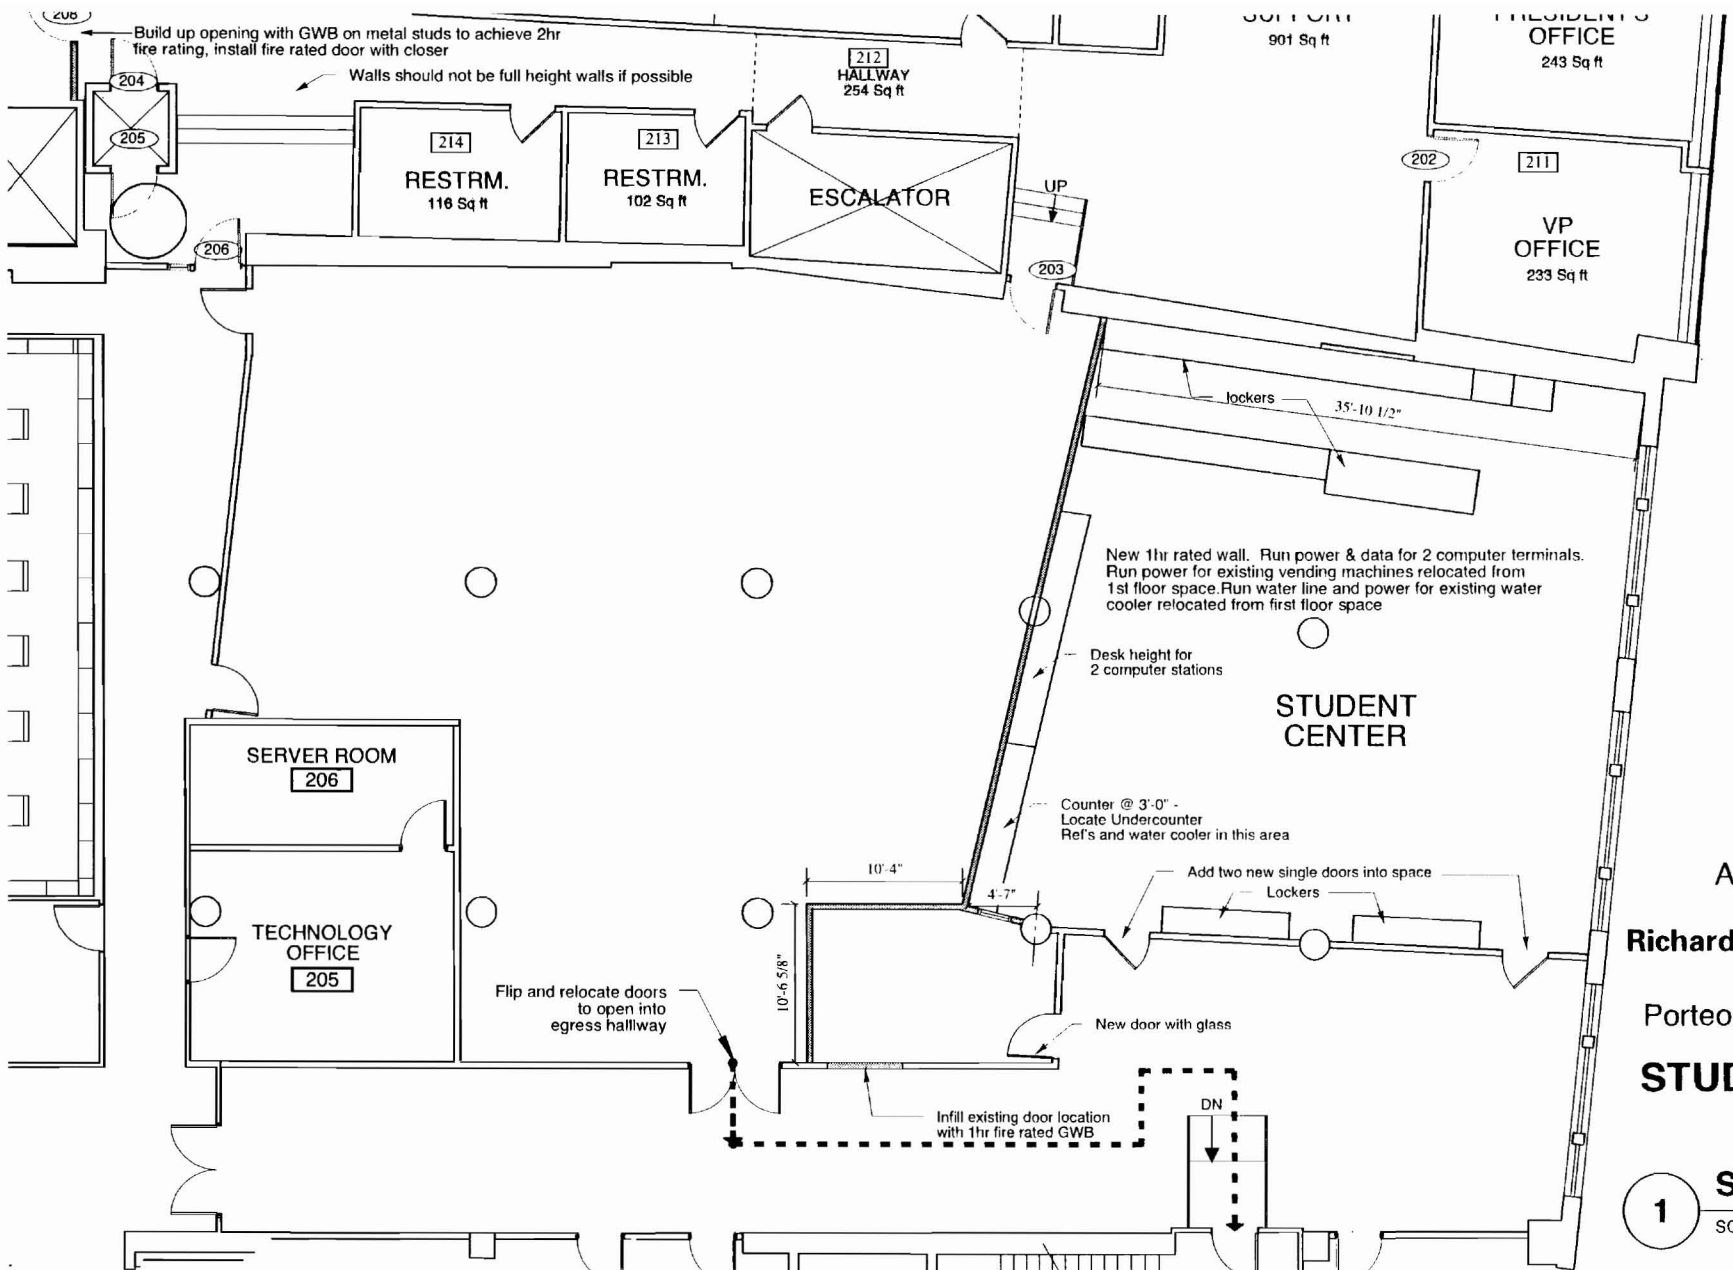 208
Build up opening with GWB on metal studs to achieve 2hr
fire rating, install fire rated door with closer
Walls should not be full height walls if possible
204
205
206
214
RESTRM.
116 Sq ft
213
RESTRM.
102 Sq ft
212
HALLWAY
254 Sq ft
ESCALATOR
UP
203
SUPPORT
901 Sq ft
PRESIDENT'S
OFFICE
243 Sq ft
202
211
VP
OFFICE
233 Sq ft
lockers
35'-10 1/2"
New 1hr rated wall. Run power & data for 2 computer terminals.
Run power for existing vending machines relocated from
1st floor space.Run water line and power for existing water
cooler relocated from first floor space
Desk height for
2 computer stations
STUDENT
CENTER
SERVER ROOM
206
Counter @ 3'-0" -
Locate Undercounter
Ref's and water cooler in this area
10'-4"
4'-7"
Add two new single doors into space
Lockers
TECHNOLOGY
OFFICE
205
10'-6 5/8"
Flip and relocate doors
to open into
egress halllway
New door with glass
Infill existing door location
with 1hr fire rated GWB
DN
A
Richard
Porteo
STUD
1
S
SC